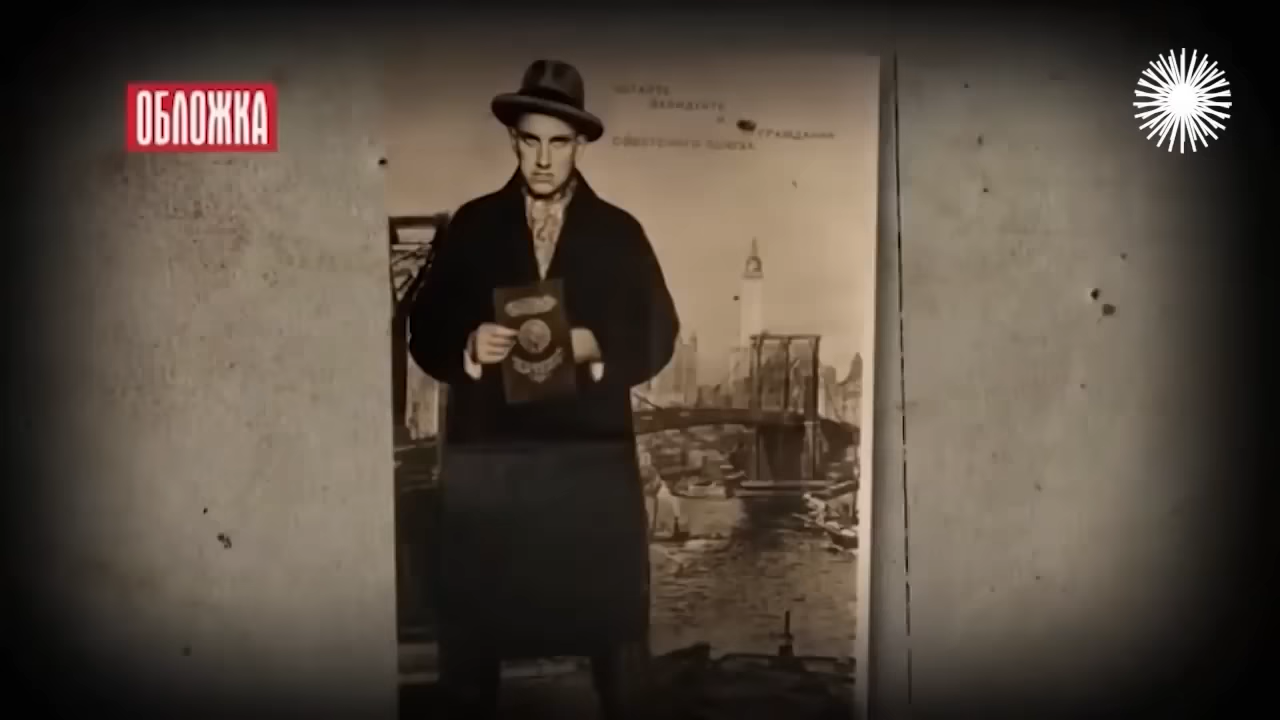 ОБЛОЖКА
ЧИТАЙТЕ
ЗАВИДУЙТЕ
Я
ГРАЖДАНИН
СОВЕТСКОГО СОЮЗА